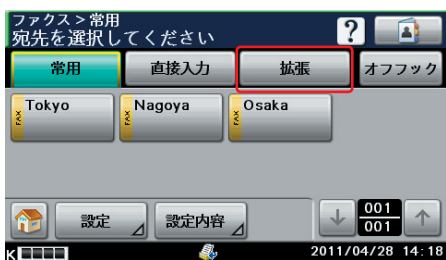 ファクス＞常用
宛先を選択してください
?
常用 直接入力 拡張 オフフック
FAX Tokyo FAX Nagoya FAX Osaka
設定 設定内容 001
001
K 2011/04/28 14:18